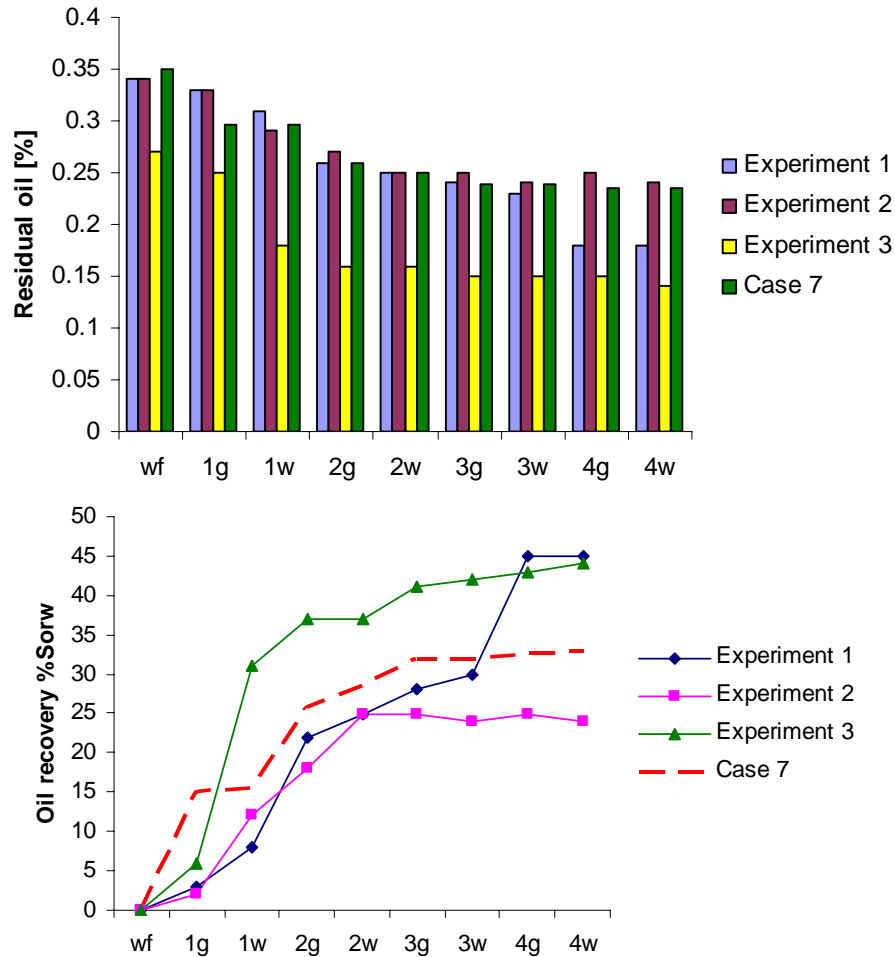 Residual oil [%]
0.4
0.35
0.3
0.25
0.2
0.15
0.1
0.05
0
wf 1g 1w 2g 2w 3g 3w 4g 4w
Experiment 1
Experiment 2
Experiment 3
Case 7
Oil recovery %Sorw
50
45
40
35
30
25
20
15
10
5
0
wf 1g 1w 2g 2w 3g 3w 4g 4w
Experiment 1
Experiment 2
Experiment 3
Case 7